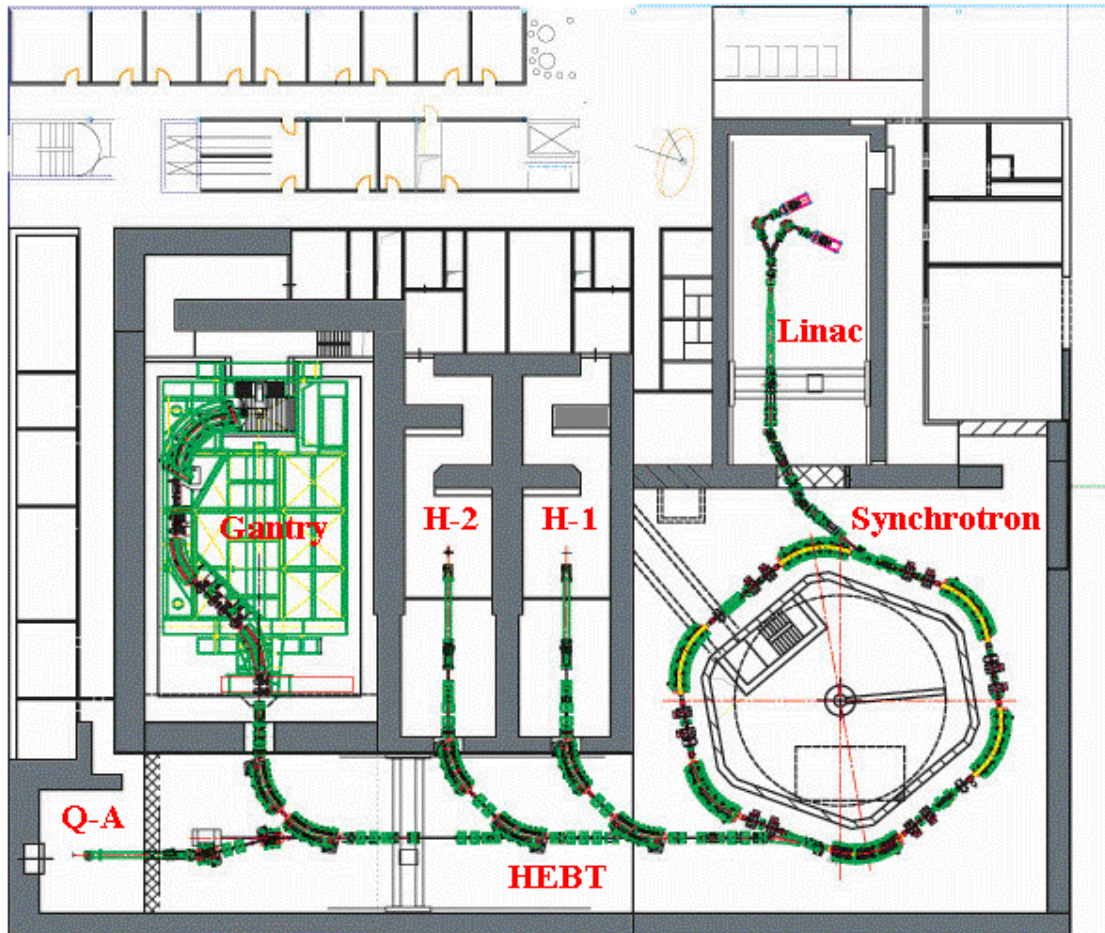 Linac
Gantry
H-2
H-1
Synchrotron
Q-A
HEBT